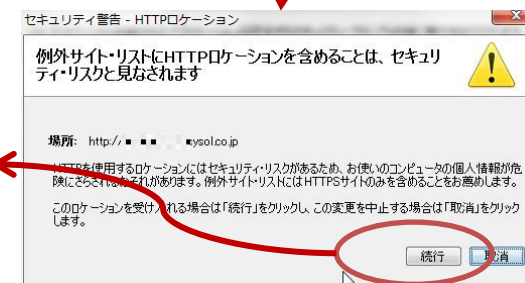 セキュリティ警告 - HTTPロケーション
例外サイト・リストにHTTPロケーションを含めることは、セキュリ
ティ・リスクと見なされます
場所: http:// ysol.co.jp
HTTPを使用するロケーションにはセキュリティ・リスクがあるため、お使いのコンピュータの個人情報が危
険にさらされるおそれがあります。例外サイト・リストにはHTTPSサイトのみを含めることをお薦めします。
このロケーションを受け入れる場合は「続行」をクリックし、この変更を中止する場合は「取消」をクリック
します。
続行 取消